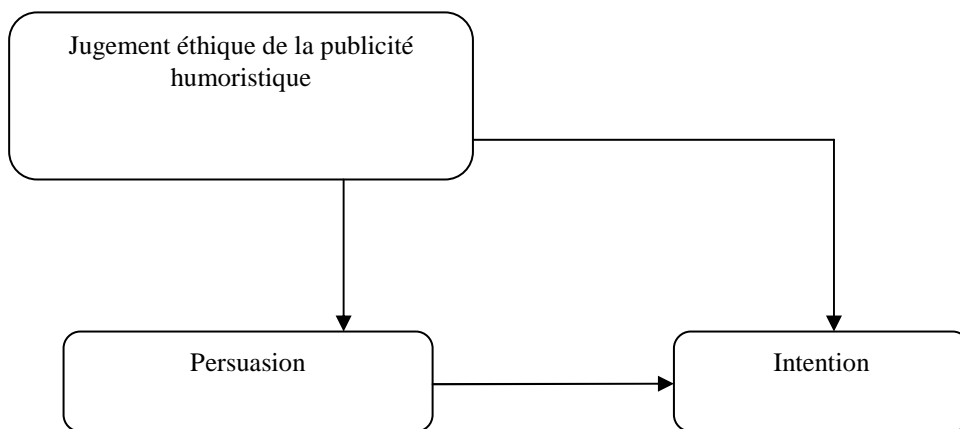 Jugement éthique de la publicité
humoristique
Persuasion
Intention